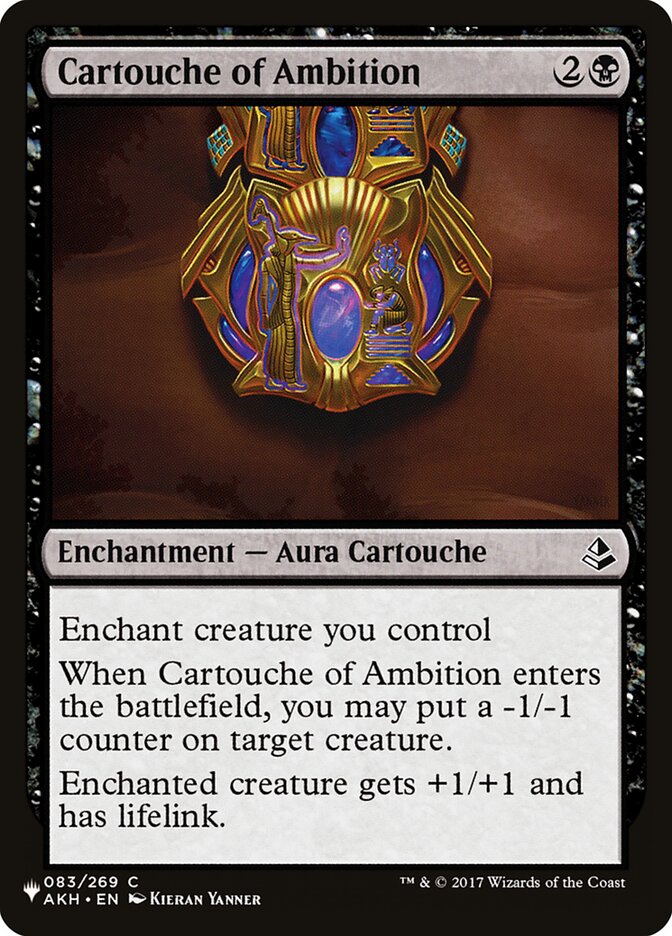 Cartouche of Ambition 2
Enchantment — Aura Cartouche
Enchant creature you control
When Cartouche of Ambition enters
the battlefield, you may put a -1/-1
counter on target creature.
Enchanted creature gets +1/+1 and
has lifelink.
083/269 C
AKH • EN Kieran Yanner
™ & © 2017 Wizards of the Coast